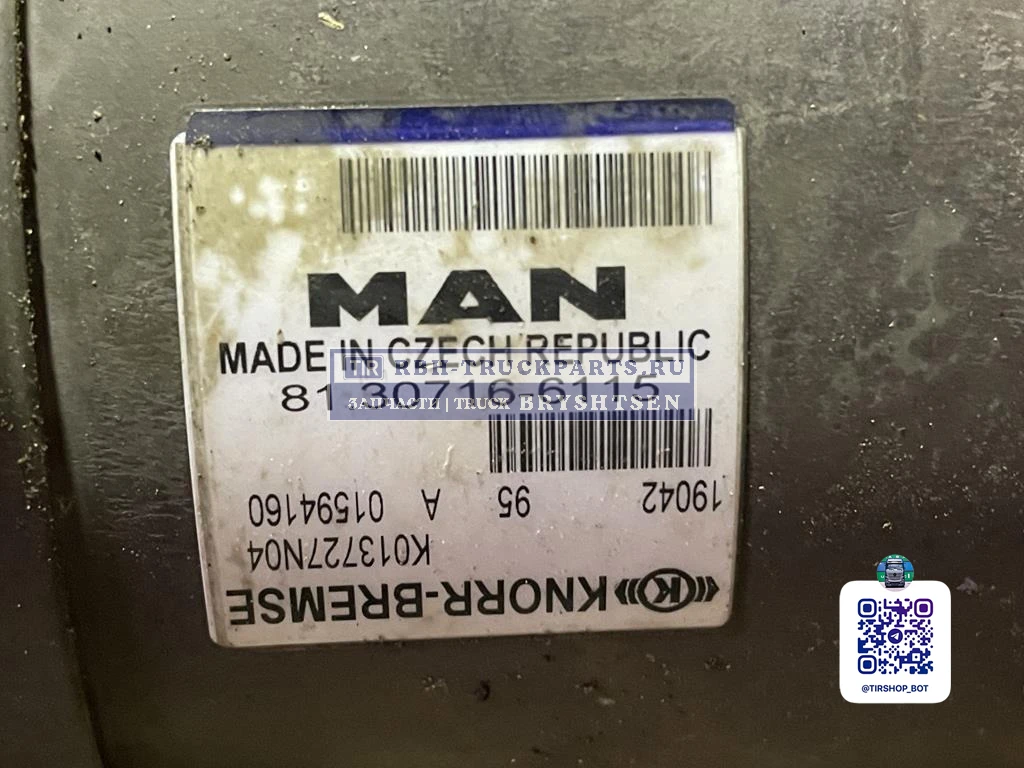 MAN
MADE IN CZECH REPUBLIC
81.30716-6115
TIR RBH-TRUCKPARTS.RU
ЗАПЧАСТИ | TRUCK BRYSHTSEN
19042 95 A 01594160
K013727N04
KNORR-BREMSE
@TIRSHOP_BOT